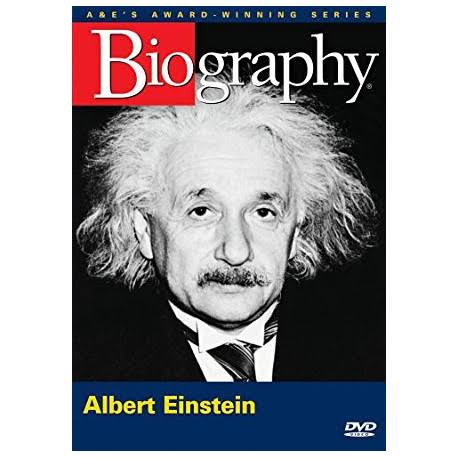 A&E'S AWARD-WINNING SERIES
Biography®
Albert Einstein
DVD
VIDEO